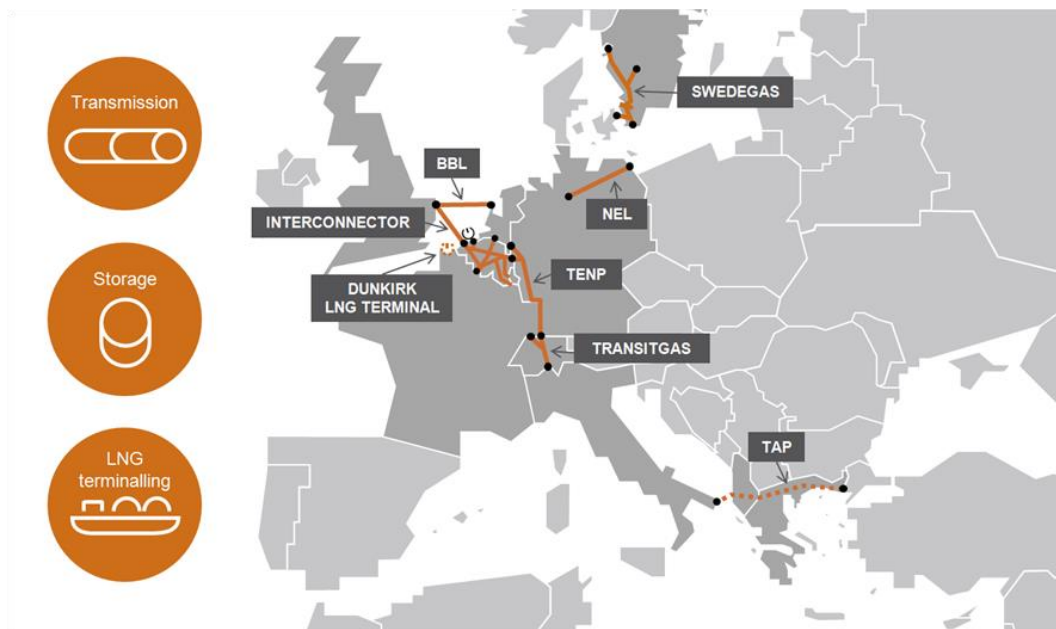 Transmission
Storage
LNG
terminalling
SWEDEGAS
BBL
INTERCONNECTOR
NEL
DUNKIRK
LNG TERMINAL
TENP
TRANSITGAS
TAP